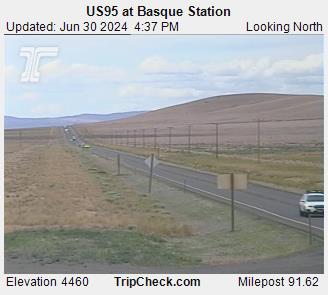 US95 at Basque Station
Updated: Jun 30 2024 4:37 PM Looking North
Elevation 4460 TripCheck.com Milepost 91.62